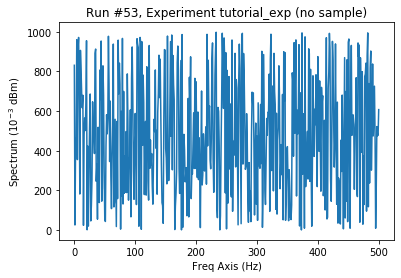 Run #53, Experiment tutorial_exp (no sample)
1000
800
600
400
200
0
Spectrum (10⁻³ dBm)
0 100 200 300 400 500
Freq Axis (Hz)